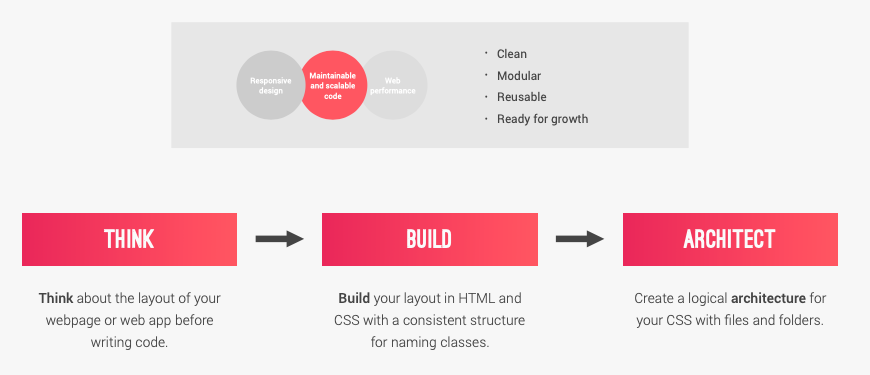 Responsive
design
Maintainable
and scalable
code
Web
performance
· Clean
· Modular
· Reusable
· Ready for growth
THINK
Think about the layout of your
webpage or web app before
writing code.
BUILD
Build your layout in HTML and
CSS with a consistent structure
for naming classes.
ARCHITECT
Create a logical architecture for
your CSS with files and folders.